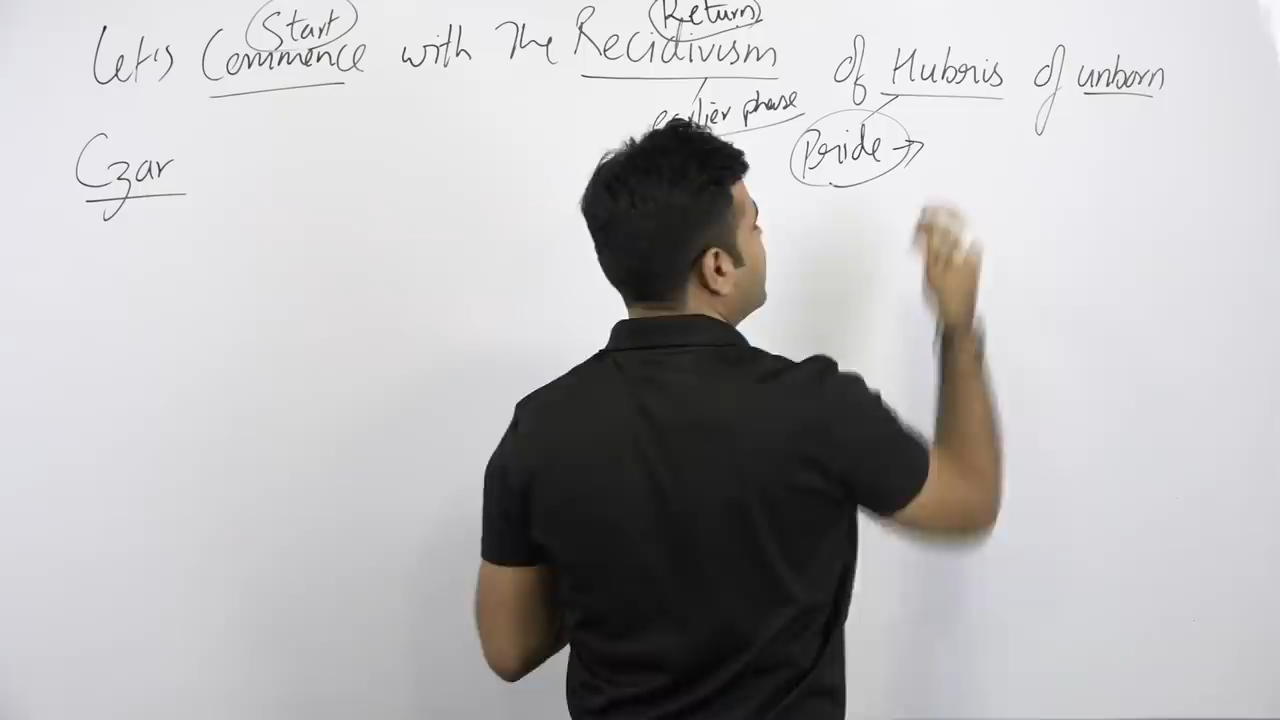 Start
Return
Let's Commence with The Recidivism of Hubris of unborn
earlier phase
Pride →
Czar